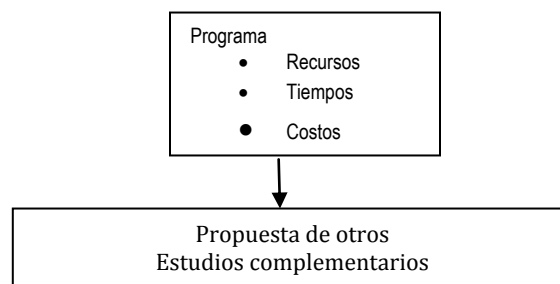 Programa
• Recursos
• Tiempos
• Costos
Propuesta de otros
Estudios complementarios